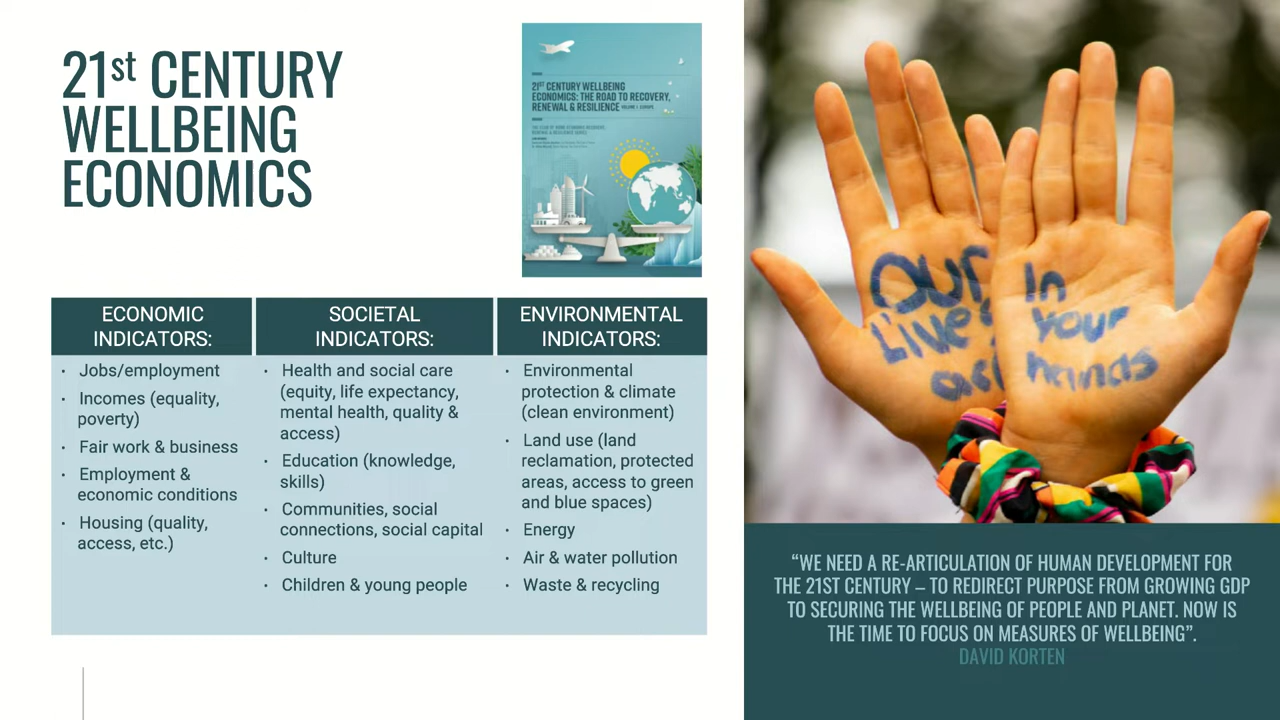 21st CENTURY
WELLBEING
ECONOMICS
21ST CENTURY WELLBEING
ECONOMICS: THE ROAD TO RECOVERY,
RENEWAL & RESILIENCE VOLUME 1: EUROPE
ECONOMIC
INDICATORS:
• Jobs/employment
• Incomes (equality,
poverty)
• Fair work & business
• Employment &
economic conditions
• Housing (quality,
access, etc.)
SOCIETAL
INDICATORS:
• Health and social care
(equity, life expectancy,
mental health, quality &
access)
• Education (knowledge,
skills)
• Communities, social
connections, social capital
• Culture
• Children & young people
ENVIRONMENTAL
INDICATORS:
• Environmental
protection & climate
(clean environment)
• Land use (land
reclamation, protected
areas, access to green
and blue spaces)
• Energy
• Air & water pollution
• Waste & recycling
our
Lives
in
your
hands
“WE NEED A RE-ARTICULATION OF HUMAN DEVELOPMENT FOR
THE 21ST CENTURY – TO REDIRECT PURPOSE FROM GROWING GDP
TO SECURING THE WELLBEING OF PEOPLE AND PLANET. NOW IS
THE TIME TO FOCUS ON MEASURES OF WELLBEING”.
DAVID KORTEN